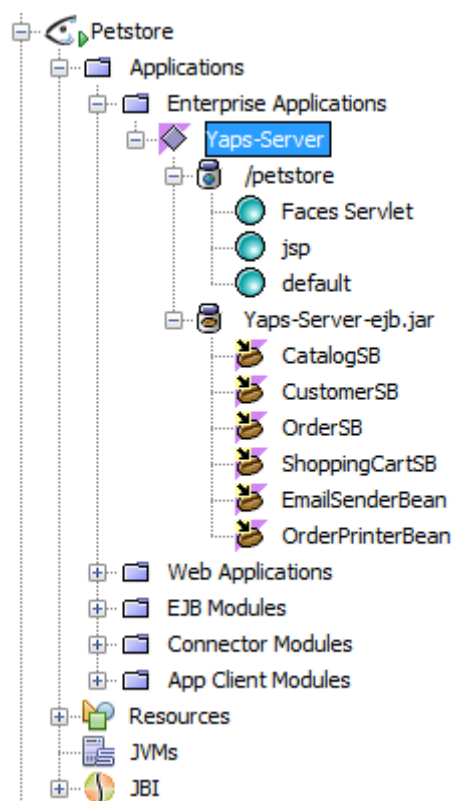 Petstore
Applications
Enterprise Applications
Yaps-Server
/petstore
Faces Servlet
jsp
default
Yaps-Server-ejb.jar
CatalogSB
CustomerSB
OrderSB
ShoppingCartSB
EmailSenderBean
OrderPrinterBean
Web Applications
EJB Modules
Connector Modules
App Client Modules
Resources
JVMs
JBI